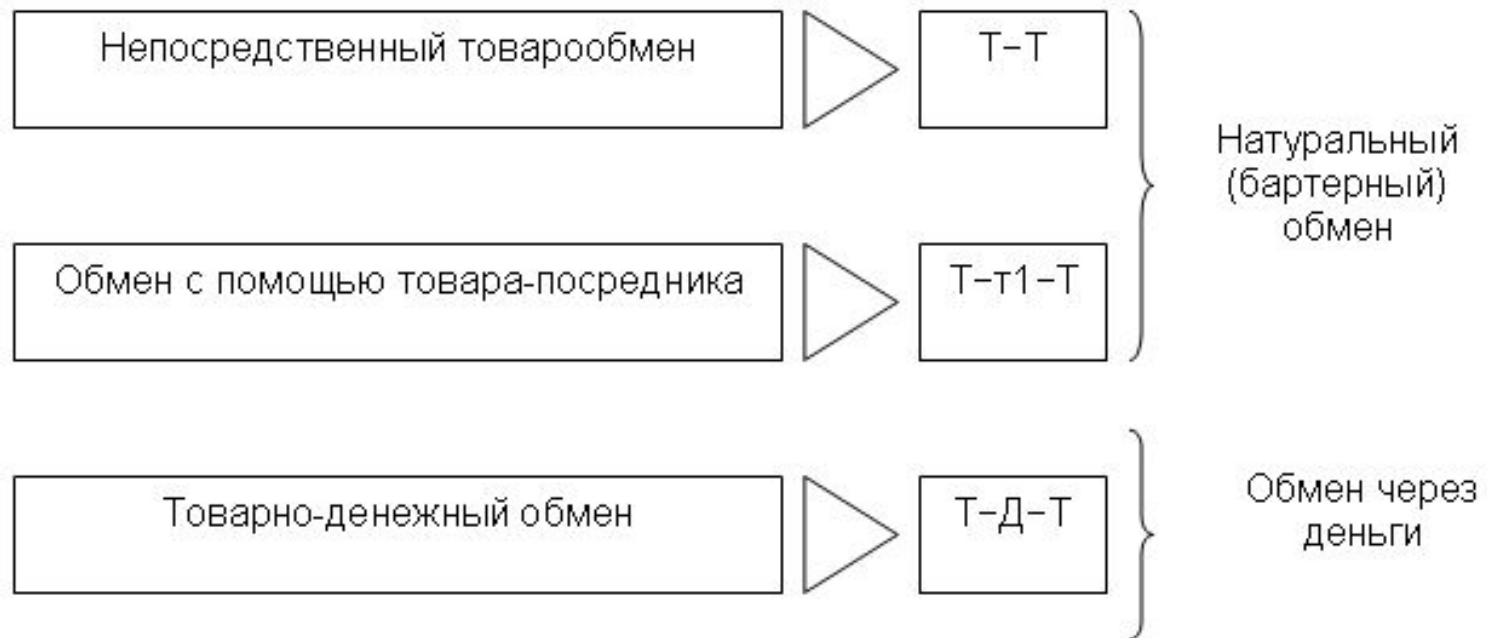 Непосредственный товарообмен
Т–Т
Натуральный
(бартерный)
обмен
Обмен с помощью товара-посредника
Т–т1–Т
Товарно-денежный обмен
Т–Д–Т
Обмен через
деньги